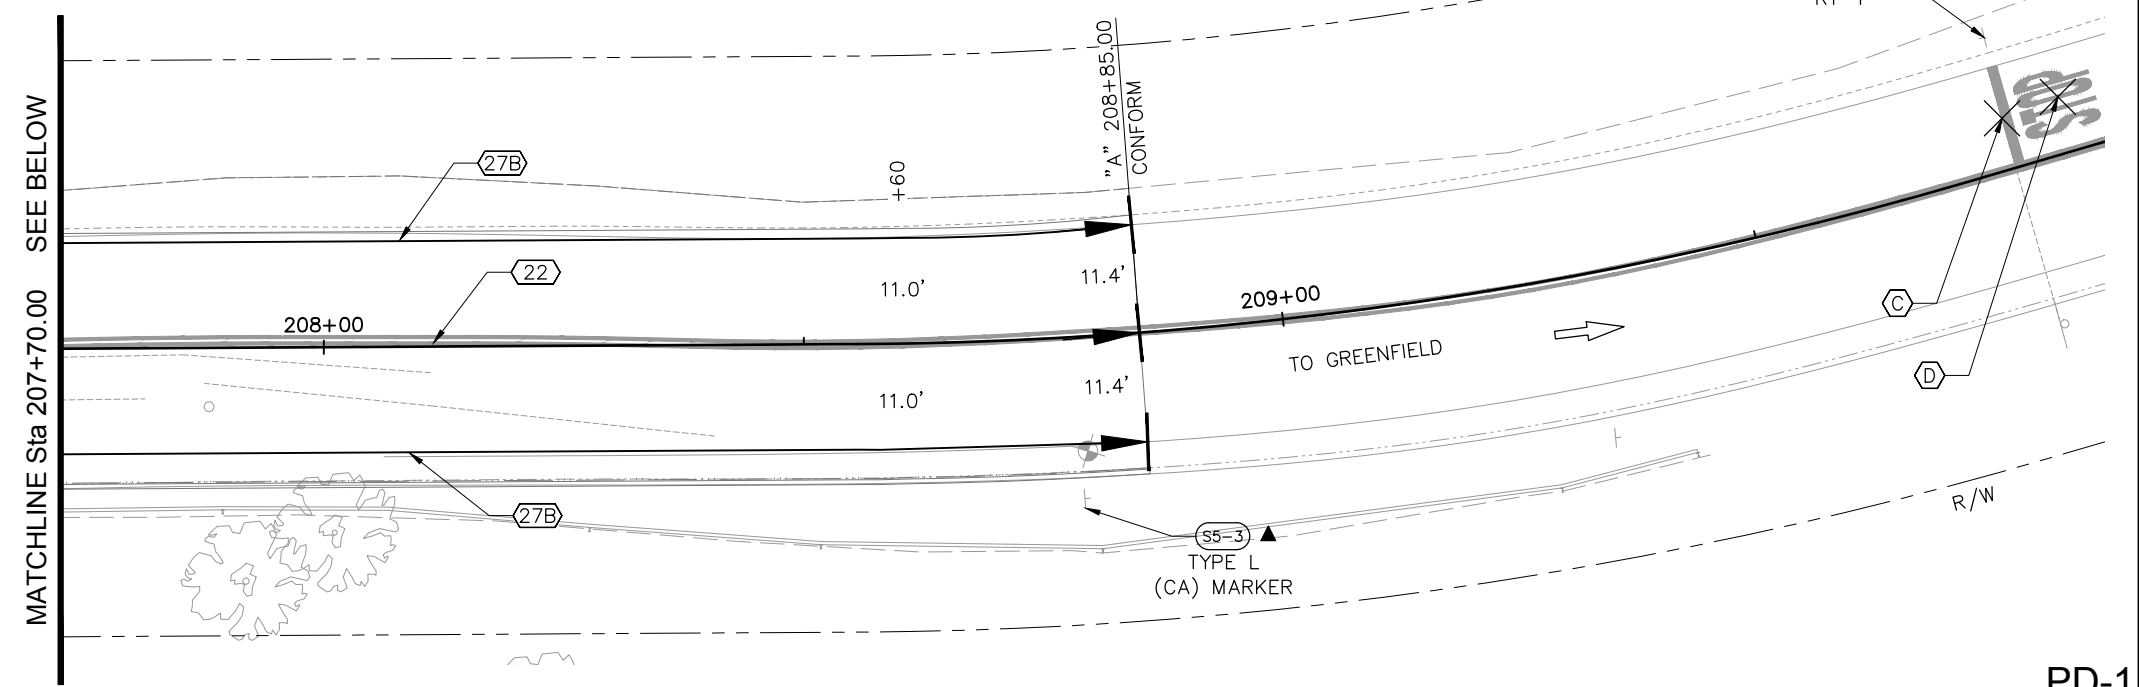 MATCHLINE Sta 207+70.00 SEE BELOW
27B
22
208+00
+60
"A" 208+85.00
CONFORM
11.0'
11.4'
11.0'
11.4'
209+00
TO GREENFIELD
27B
S5-3
TYPE L
(CA) MARKER
STOP
C
D
R/W
PD-1